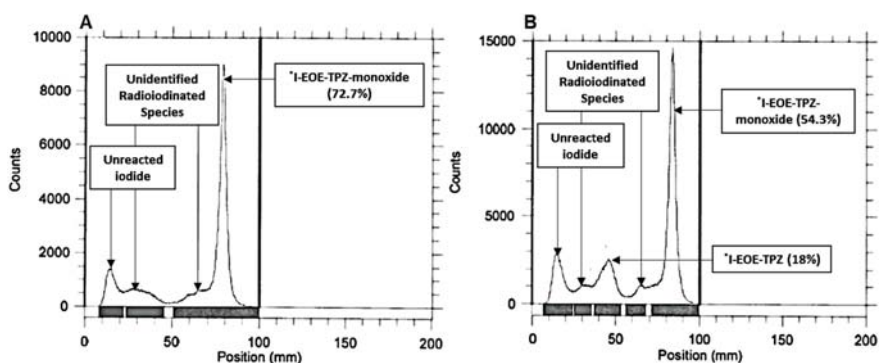 A
10000
8000
6000
4000
2000
0
Counts
0
50
100
150
200
Position (mm)
Unidentified
Radioiodinated
Species
Unreacted
iodide
*I-EOE-TPZ-monoxide
(72.7%)
B
15000
10000
5000
0
Counts
0
50
100
150
200
Position (mm)
Unidentified
Radioiodinated
Species
Unreacted
iodide
*I-EOE-TPZ-
monoxide (54.3%)
*I-EOE-TPZ (18%)